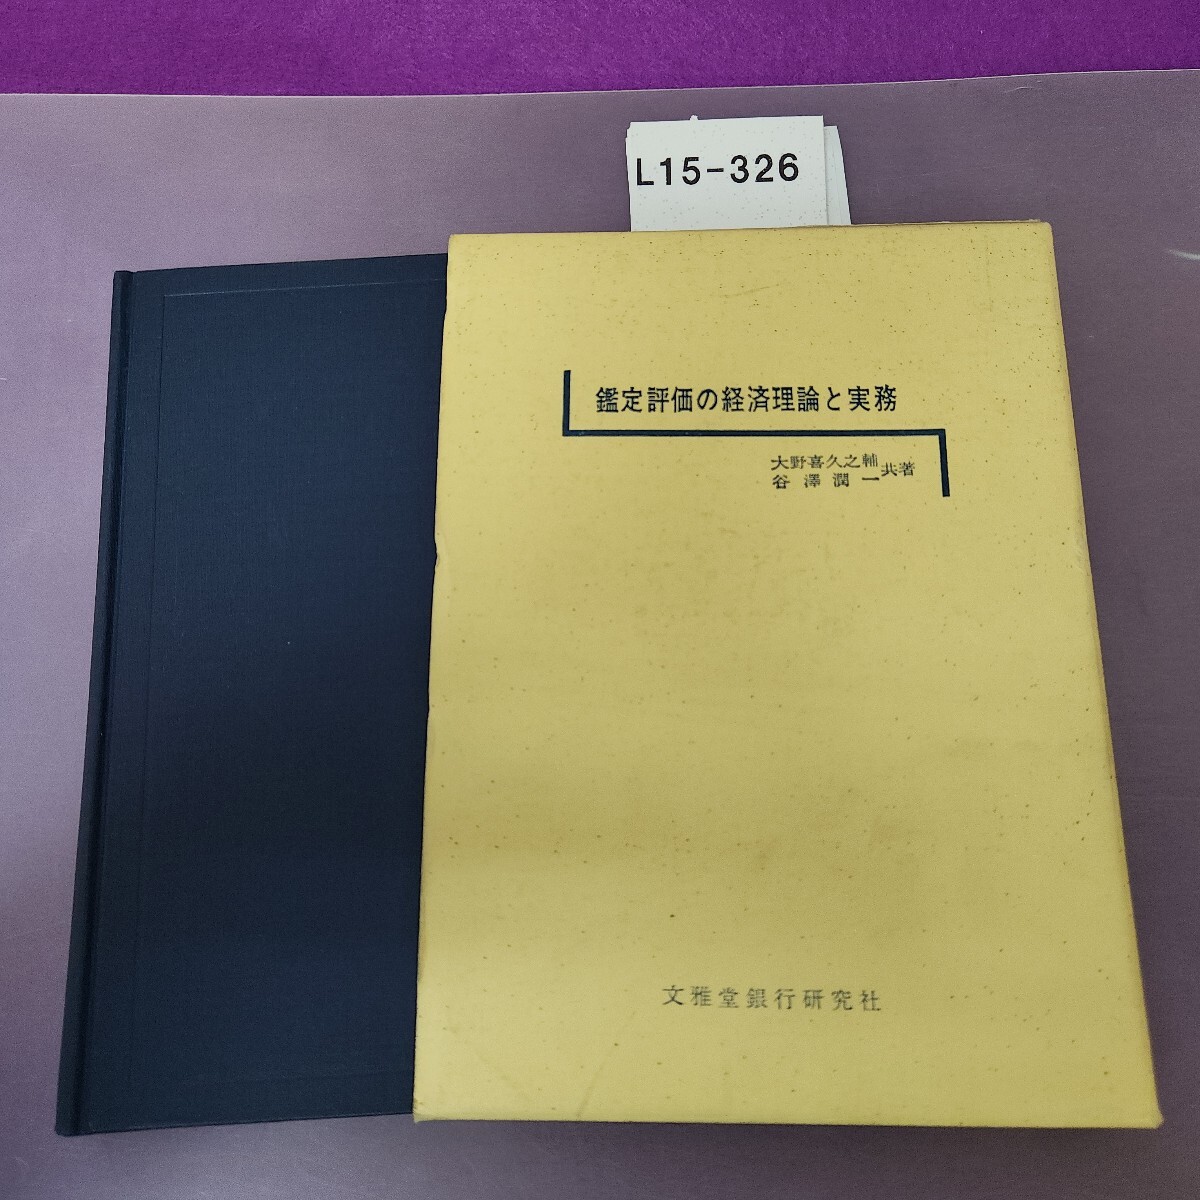 L15-326
鑑定評価の経済理論と実務
大野喜久之輔
谷澤潤一
共著
文雅堂銀行研究社